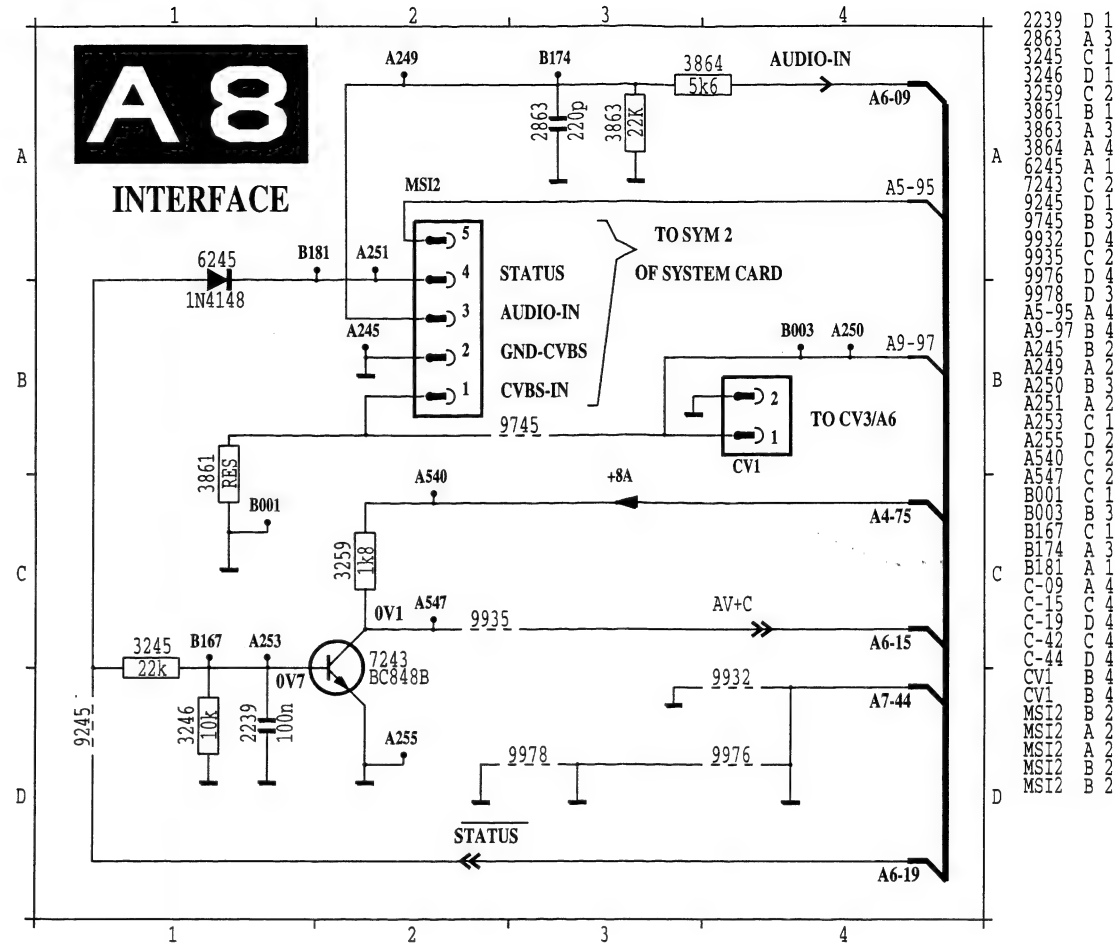 1 2 3 4
A8
INTERFACE
A
B
C
D
A249
B174
3864
5k6
AUDIO-IN
A6-09
2863
220p
3863
22K
A5-95
MSI2
5
4
3
2
1
STATUS
AUDIO-IN
GND-CVBS
CVBS-IN
TO SYM 2
OF SYSTEM CARD
6245
1N4148
B181
A251
A245
B003
A250
A9-97
2
1
TO CV3/A6
CV1
9745
3861
RES
B001
A540
+8A
A4-75
3259
1k8
0V1
A547
9935
AV+C
A6-15
3245
22k
B167
A253
0V7
7243
BC848B
9932
A7-44
9245
3246
10k
2239
100n
A255
9978
9976
STATUS
A6-19
A
B
C
D
1 2 3 4
2239 D 1
2863 A 3
3245 C 1
3246 D 1
3259 C 2
3861 B 1
3863 A 3
3864 A 4
6245 A 1
7243 C 2
9245 D 1
9745 B 3
9932 D 4
9935 C 2
9976 D 4
9978 D 3
A5-95 A 4
A9-97 B 4
A245 B 2
A249 A 2
A250 B 3
A251 A 2
A253 C 1
A255 D 2
A540 C 2
A547 C 2
B001 C 1
B003 B 3
B167 C 1
B174 A 3
B181 A 1
C-09 A 4
C-15 C 4
C-19 D 4
C-42 C 4
C-44 D 4
CV1 B 4
CV1 B 4
MSI2 B 2
MSI2 A 2
MSI2 A 2
MSI2 B 2
MSI2 B 2